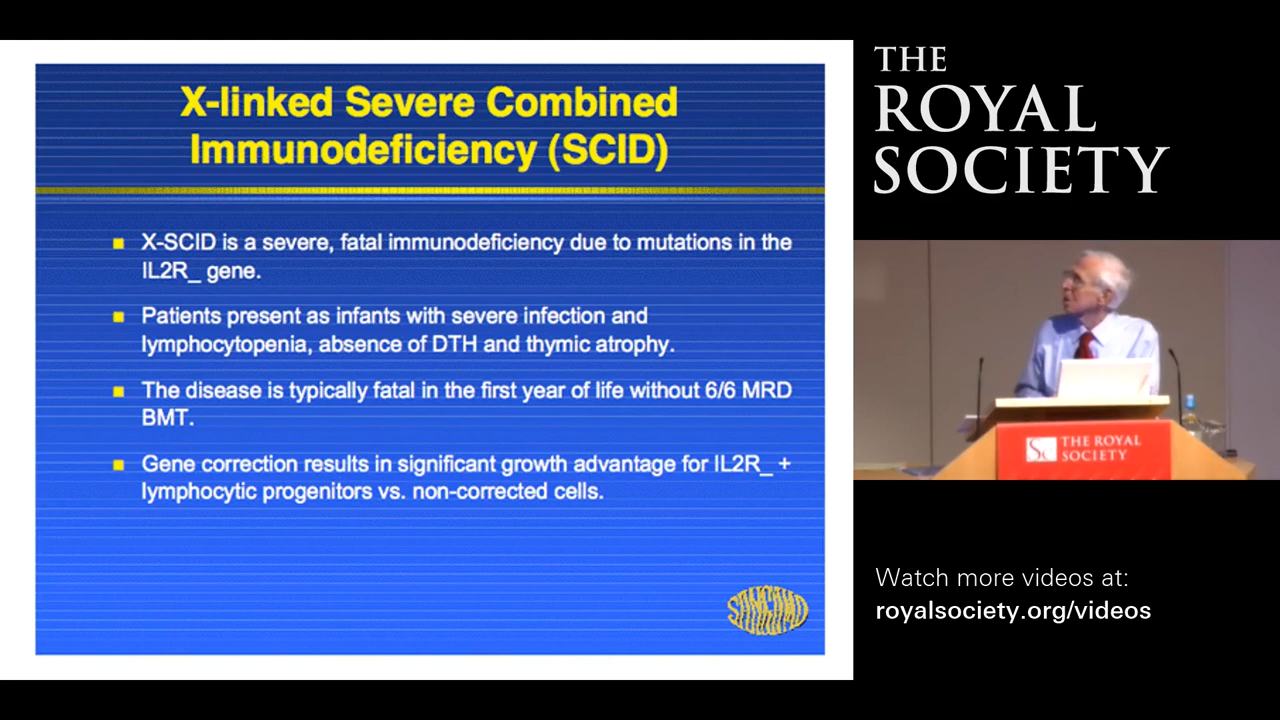 X-linked Severe Combined
Immunodeficiency (SCID)
■ X-SCID is a severe, fatal immunodeficiency due to mutations in the
IL2R_ gene.
■ Patients present as infants with severe infection and
lymphocytopenia, absence of DTH and thymic atrophy.
■ The disease is typically fatal in the first year of life without 6/6 MRD
BMT.
■ Gene correction results in significant growth advantage for IL2R_ +
lymphocytic progenitors vs. non-corrected cells.
SANGAMO
THE
ROYAL
SOCIETY
THE ROYAL
SOCIETY
Watch more videos at:
royalsociety.org/videos